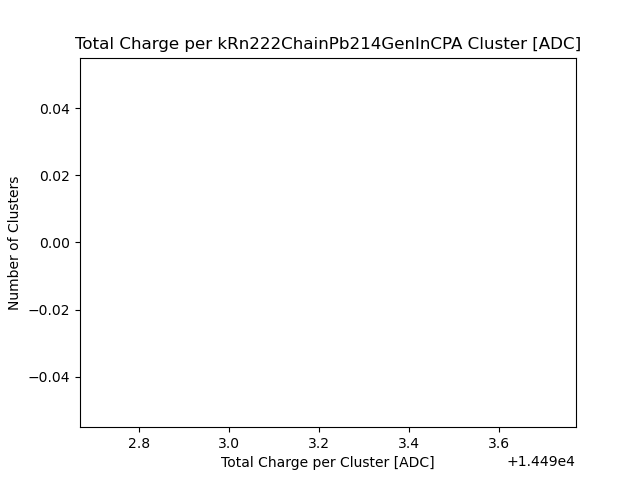 Total Charge per kRn222ChainPb214GenInCPA Cluster [ADC]
0.04
0.02
0.00
−0.02
−0.04
Number of Clusters
2.8 3.0 3.2 3.4 3.6
Total Charge per Cluster [ADC]
+1.449e4